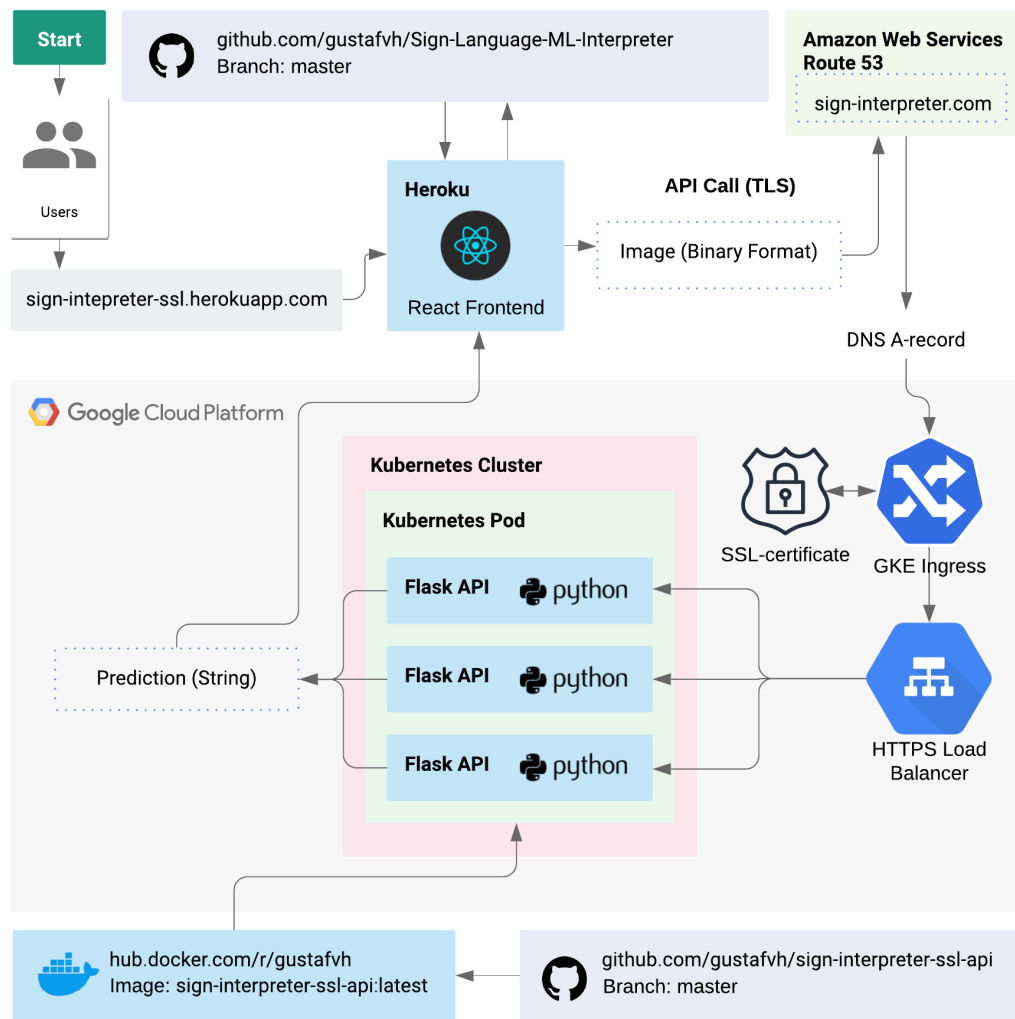 Start
github.com/gustafvh/Sign-Language-ML-Interpreter
Branch: master
Amazon Web Services
Route 53
sign-interpreter.com
Users
Heroku
React Frontend
API Call (TLS)
Image (Binary Format)
sign-intepreter-ssl.herokuapp.com
DNS A-record
Google Cloud Platform
Kubernetes Cluster
Kubernetes Pod
SSL-certificate
GKE Ingress
Flask API python
Flask API python
Flask API python
Prediction (String)
HTTPS Load
Balancer
hub.docker.com/r/gustafvh
Image: sign-interpreter-ssl-api:latest
github.com/gustafvh/sign-interpreter-ssl-api
Branch: master